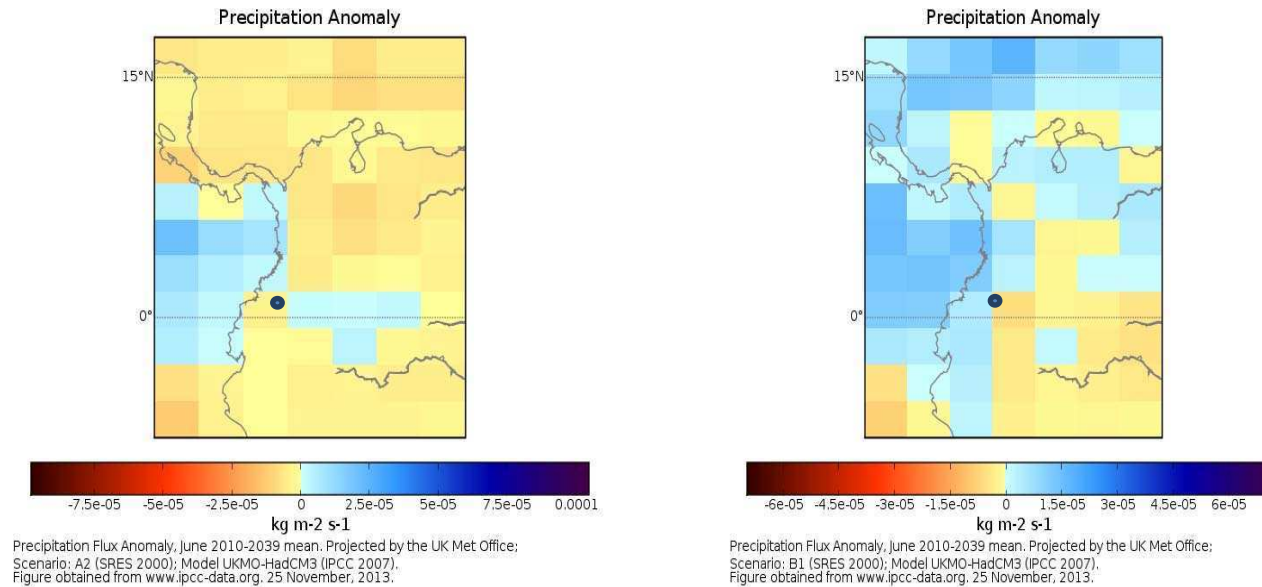 Precipitation Anomaly
15°N
0°
-7.5e-05 -5e-05 -2.5e-05 0 2.5e-05 5e-05 7.5e-05 0.0001
kg m-2 s-1
Precipitation Flux Anomaly, June 2010-2039 mean. Projected by the UK Met Office;
Scenario: A2 (SRES 2000); Model UKMO-HadCM3 (IPCC 2007).
Figure obtained from www.ipcc-data.org. 25 November, 2013.
Precipitation Anomaly
15°N
0°
-6e-05 -4.5e-05 -3e-05 -1.5e-05 0 1.5e-05 3e-05 4.5e-05 6e-05
kg m-2 s-1
Precipitation Flux Anomaly, June 2010-2039 mean. Projected by the UK Met Office;
Scenario: B1 (SRES 2000); Model UKMO-HadCM3 (IPCC 2007).
Figure obtained from www.ipcc-data.org. 25 November, 2013.